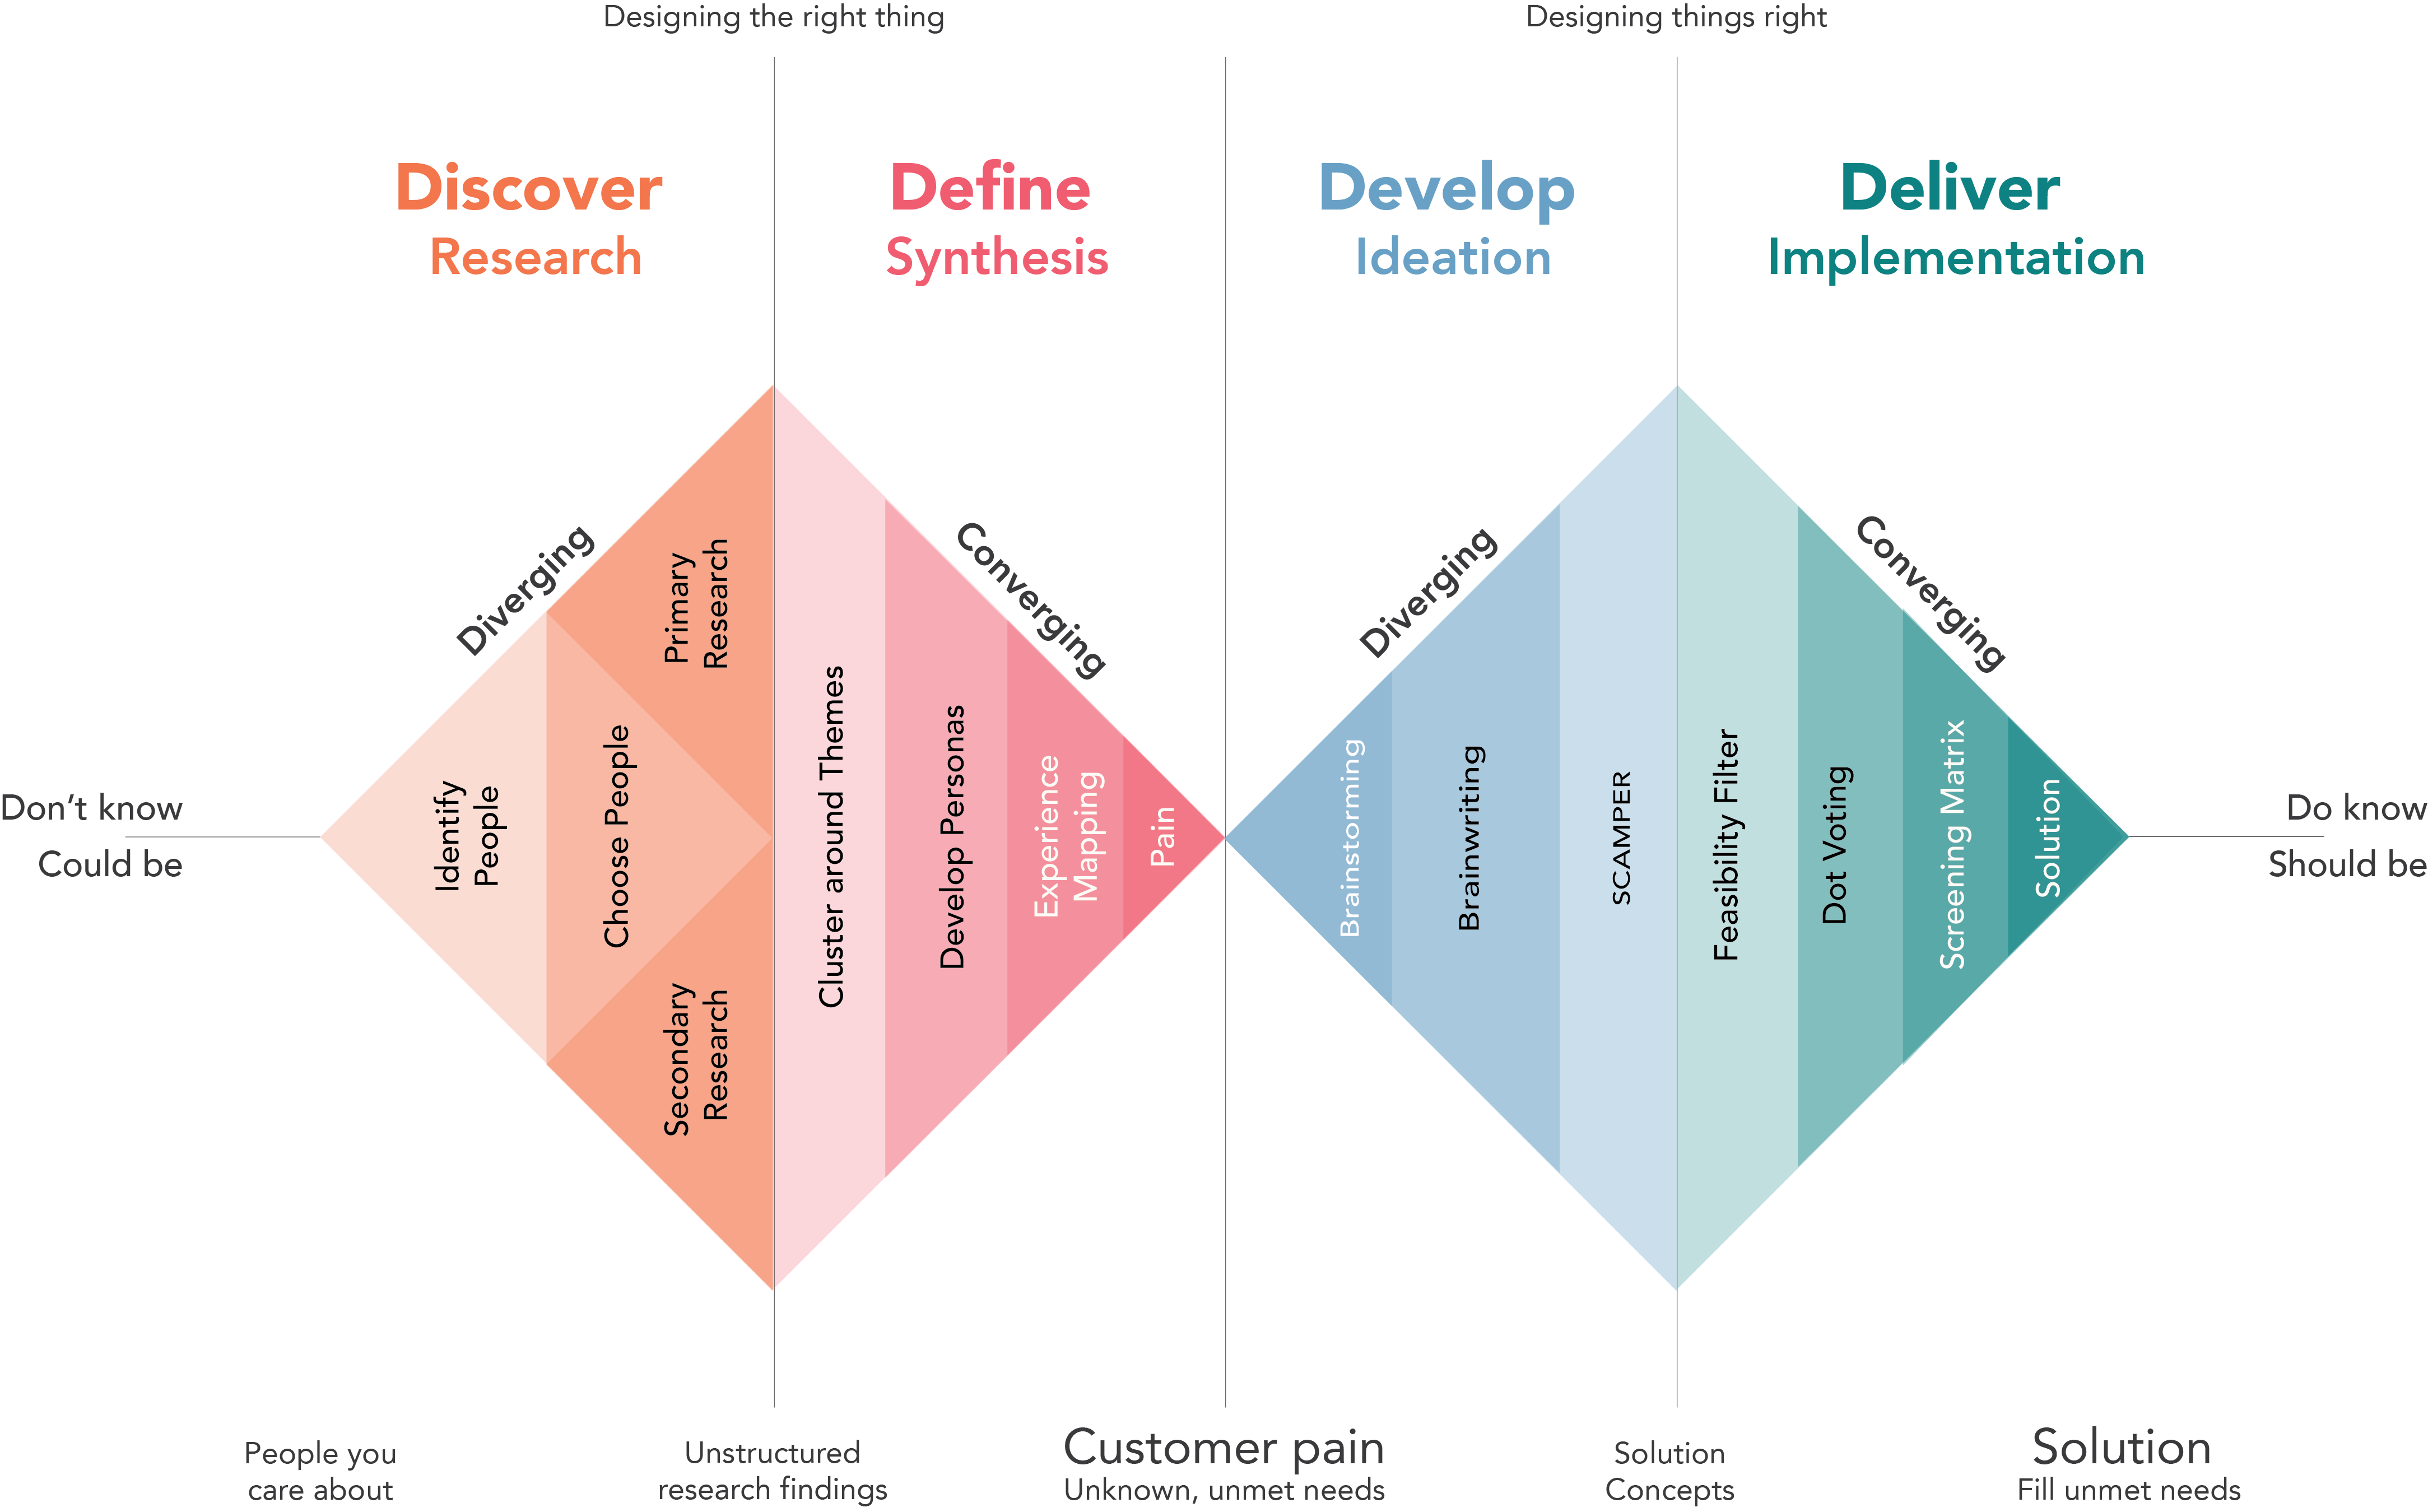 Designing the right thing
Designing things right
Discover
Research
Define
Synthesis
Develop
Ideation
Deliver
Implementation
Diverging
Converging
Diverging
Converging
Don’t know
Could be
Identify
People
Choose People
Primary
Research
Secondary
Research
Cluster around Themes
Develop Personas
Experience
Mapping
Pain
Brainstorming
Brainwriting
SCAMPER
Feasibility Filter
Dot Voting
Screening Matrix
Solution
Do know
Should be
People you
care about
Unstructured
research findings
Customer pain
Unknown, unmet needs
Solution
Concepts
Solution
Fill unmet needs